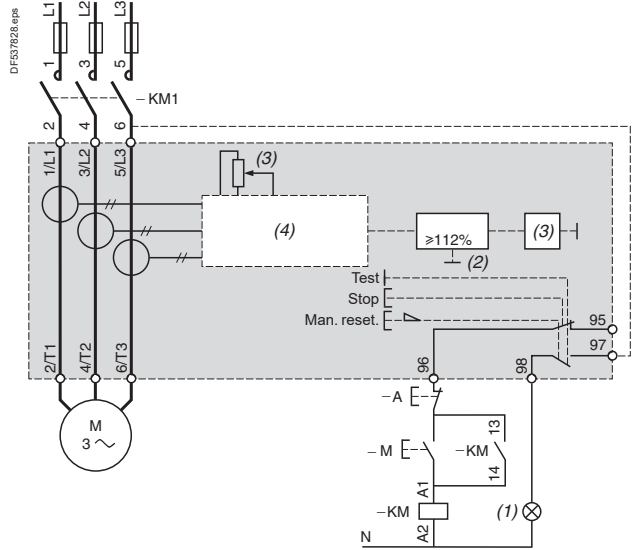 DF537828.eps
L1 L2 L3
1 3 5
– KM1
2 4 6
1/L1 3/L2 5/L3
(3)
(4)
≥112%
(3)
(2)
Test
Stop
Man. reset.
95
97
2/T1 4/T2 6/T3
96 98
– A
M
3
13
– M
– KM
14
A1
– KM
(1)
A2
N